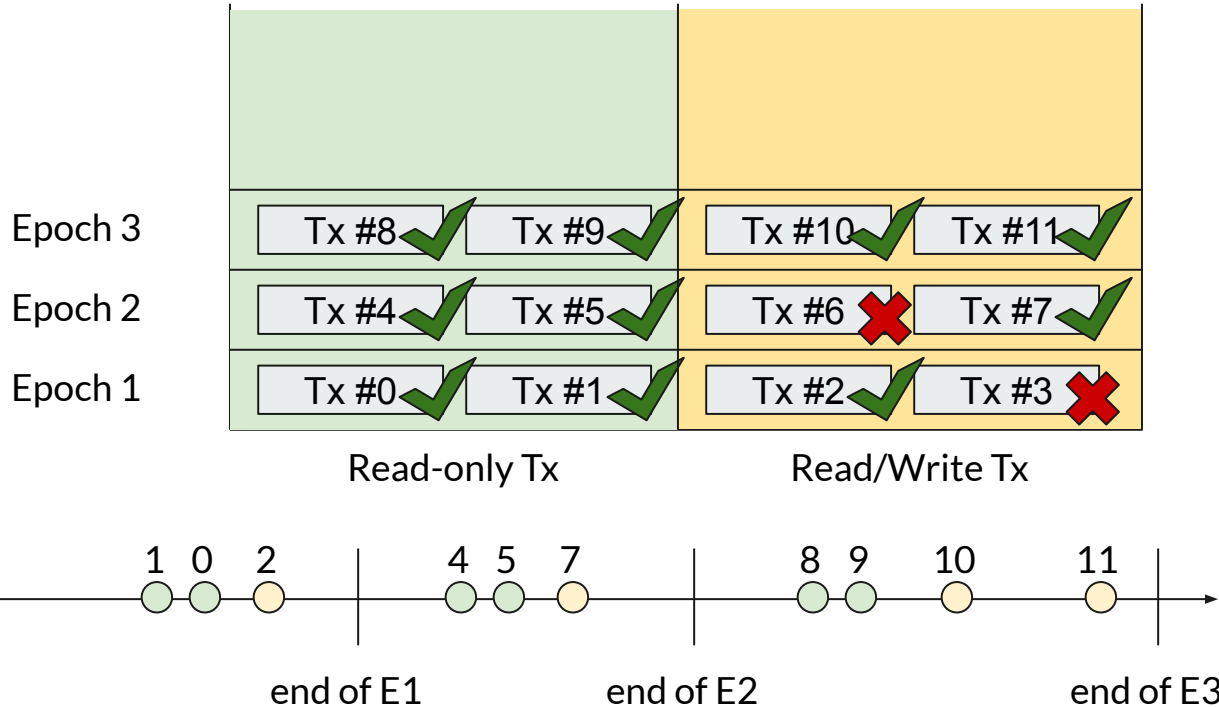 Epoch 3 Tx #8 Tx #9 Tx #10 Tx #11
Epoch 2 Tx #4 Tx #5 Tx #6 Tx #7
Epoch 1 Tx #0 Tx #1 Tx #2 Tx #3
Read-only Tx Read/Write Tx
1 0 2 4 5 7 8 9 10 11
end of E1 end of E2 end of E3